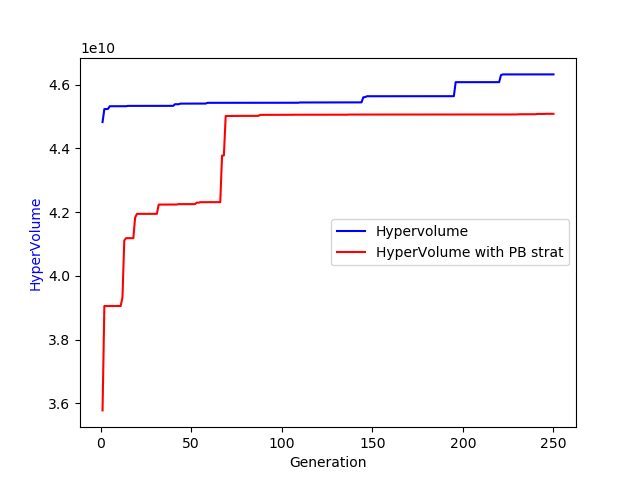 1e10
4.6
4.4
4.2
4.0
3.8
3.6
HyperVolume
Hypervolume
HyperVolume with PB strat
0
50
100
150
200
250
Generation